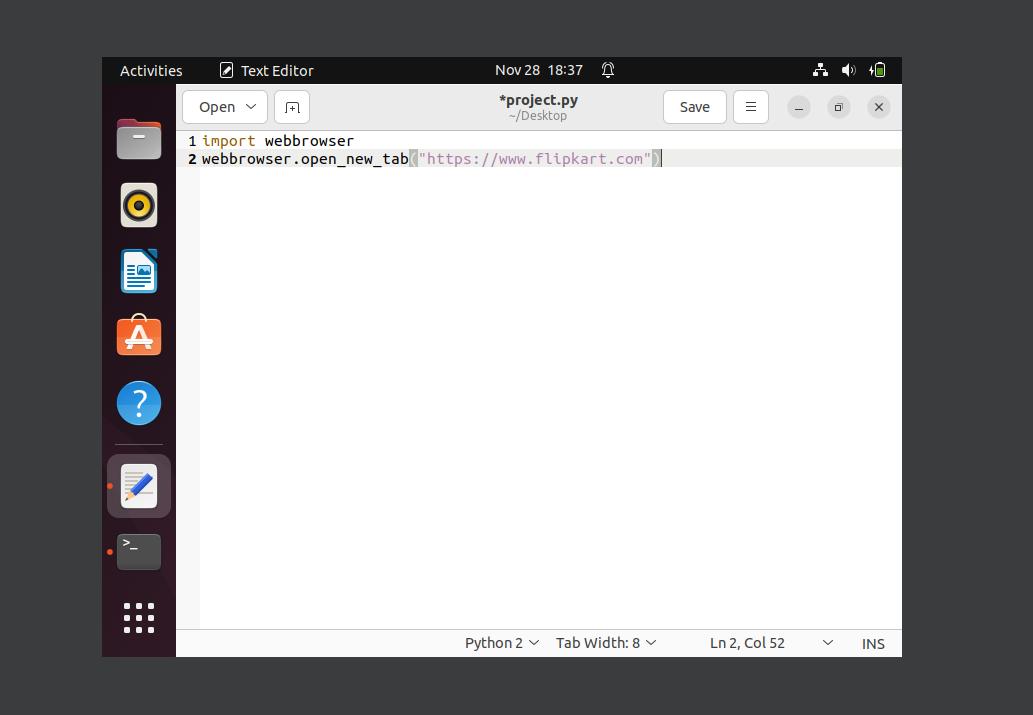 Activities Text Editor Nov 28 18:37
Open *project.py Save
~/Desktop
1 import webbrowser
2 webbrowser.open_new_tab("https://www.flipkart.com")
Python 2 Tab Width: 8 Ln 2, Col 52 INS